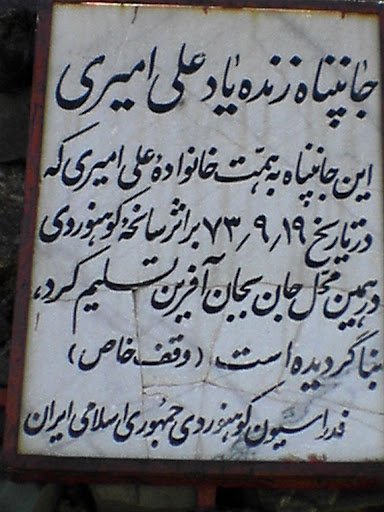 جانپناه زنده یاد علی امیری
این جانپناه به همّت خانوادهٔ علی امیری که
در تاریخ ۷۳٫۹٫۱۹ بر اثر سانحهٔ کوهنوردی
در همین محّل جان بجان آفرین تسلیم کرد،
بنا گردیده است. (وقف خاص)
فدراسیون کوهنوردی جمهوری اسلامی ایران